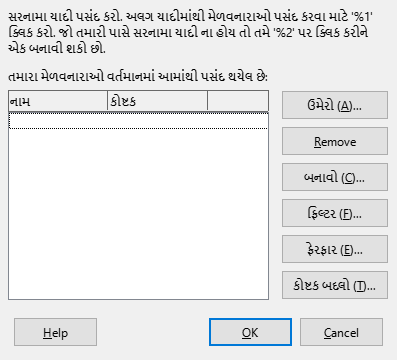 સરનામા યાદી પસંદ કરો. અલગ યાદીમાંથી મેળવનારાઓ પસંદ કરવા માટે '%1'
ક્લિક કરો. જો તમારી પાસે સરનામા યાદી ના હોય તો તમે '%2' પર ક્લિક કરીને
એક બનાવી શકો છો.
તમારા મેળવનારાઓ વર્તમાનમાં આમાંથી પસંદ થયેલ છે:
નામ કોષ્ટક
ઉમેરો (A)...
Remove
બનાવો (C)...
ફિલ્ટર (F)...
ફેરફાર (E)...
કોષ્ટક બદલો (T)...
Help OK Cancel